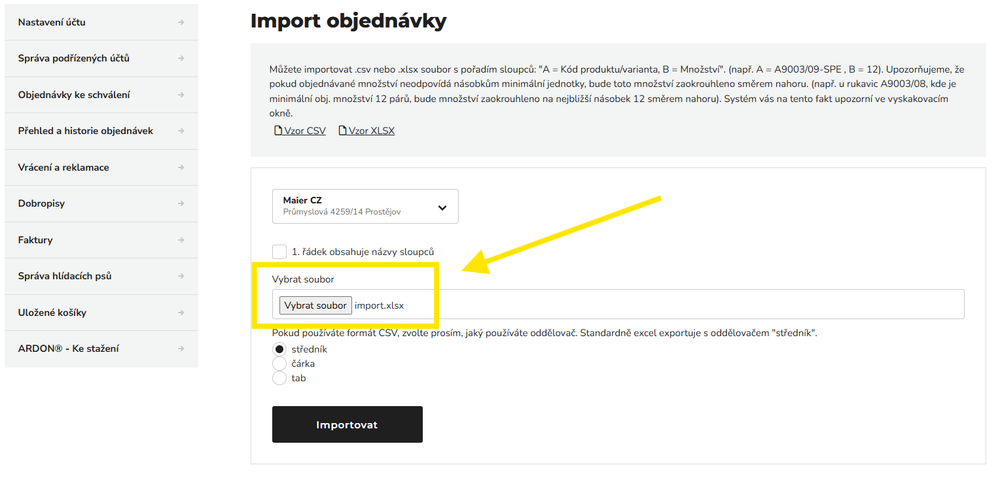 Nastavení účtu
Správa podřízených účtů
Objednávky ke schválení
Přehled a historie objednávek
Vrácení a reklamace
Dobropisy
Faktury
Správa hlídacích psů
Uložené košíky
ARDON® - Ke stažení
Import objednávky
Můžete importovat .csv nebo .xlsx soubor s pořadím sloupců: "A = Kód produktu/varianta, B = Množství". (např. A = A9003/09-SPE , B = 12). Upozorňujeme, že
pokud objednávané množství neodpovídá násobkům minimální jednotky, bude toto množství zaokrouhleno směrem nahoru. (např. u rukavic A9003/08, kde je
minimální obj. množství 12 párů, bude množství zaokrouhleno na nejbližší násobek 12 směrem nahoru). Systém vás na tento fakt upozorní ve vyskakovacím
okně.
Vzor CSV Vzor XLSX
Maier CZ
Průmyslová 4259/14 Prostějov
1. řádek obsahuje názvy sloupců
Vybrat soubor
Vybrat soubor import.xlsx
Pokud používáte formát CSV, zvolte prosím, jaký používáte oddělovač. Standardně excel exportuje s oddělovačem "středník".
středník
čárka
tab
Importovat